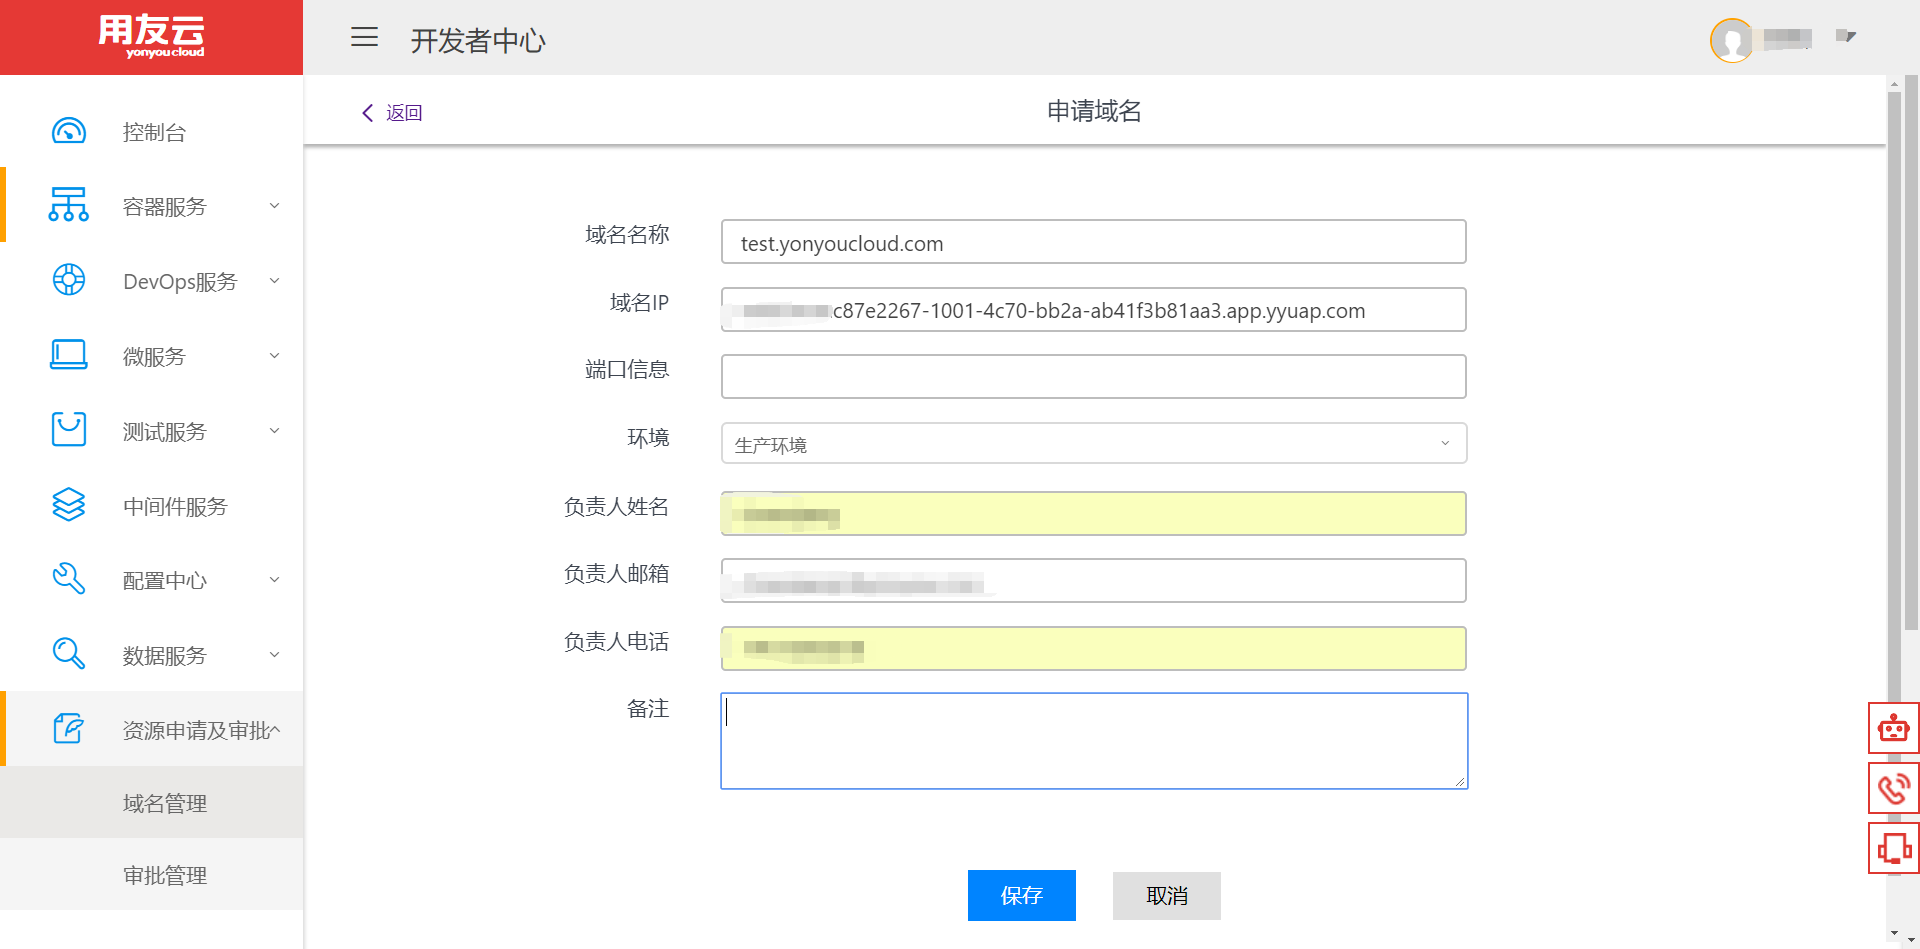 用友云
yonyoucloud
开发者中心
返回
申请域名
控制台
容器服务
DevOps服务
微服务
测试服务
中间件服务
配置中心
数据服务
资源申请及审批
域名管理
审批管理
域名名称
test.yonyoucloud.com
域名IP
c87e2267-1001-4c70-bb2a-ab41f3b81aa3.app.yyuap.com
端口信息
环境
生产环境
负责人姓名
负责人邮箱
负责人电话
备注
保存
取消